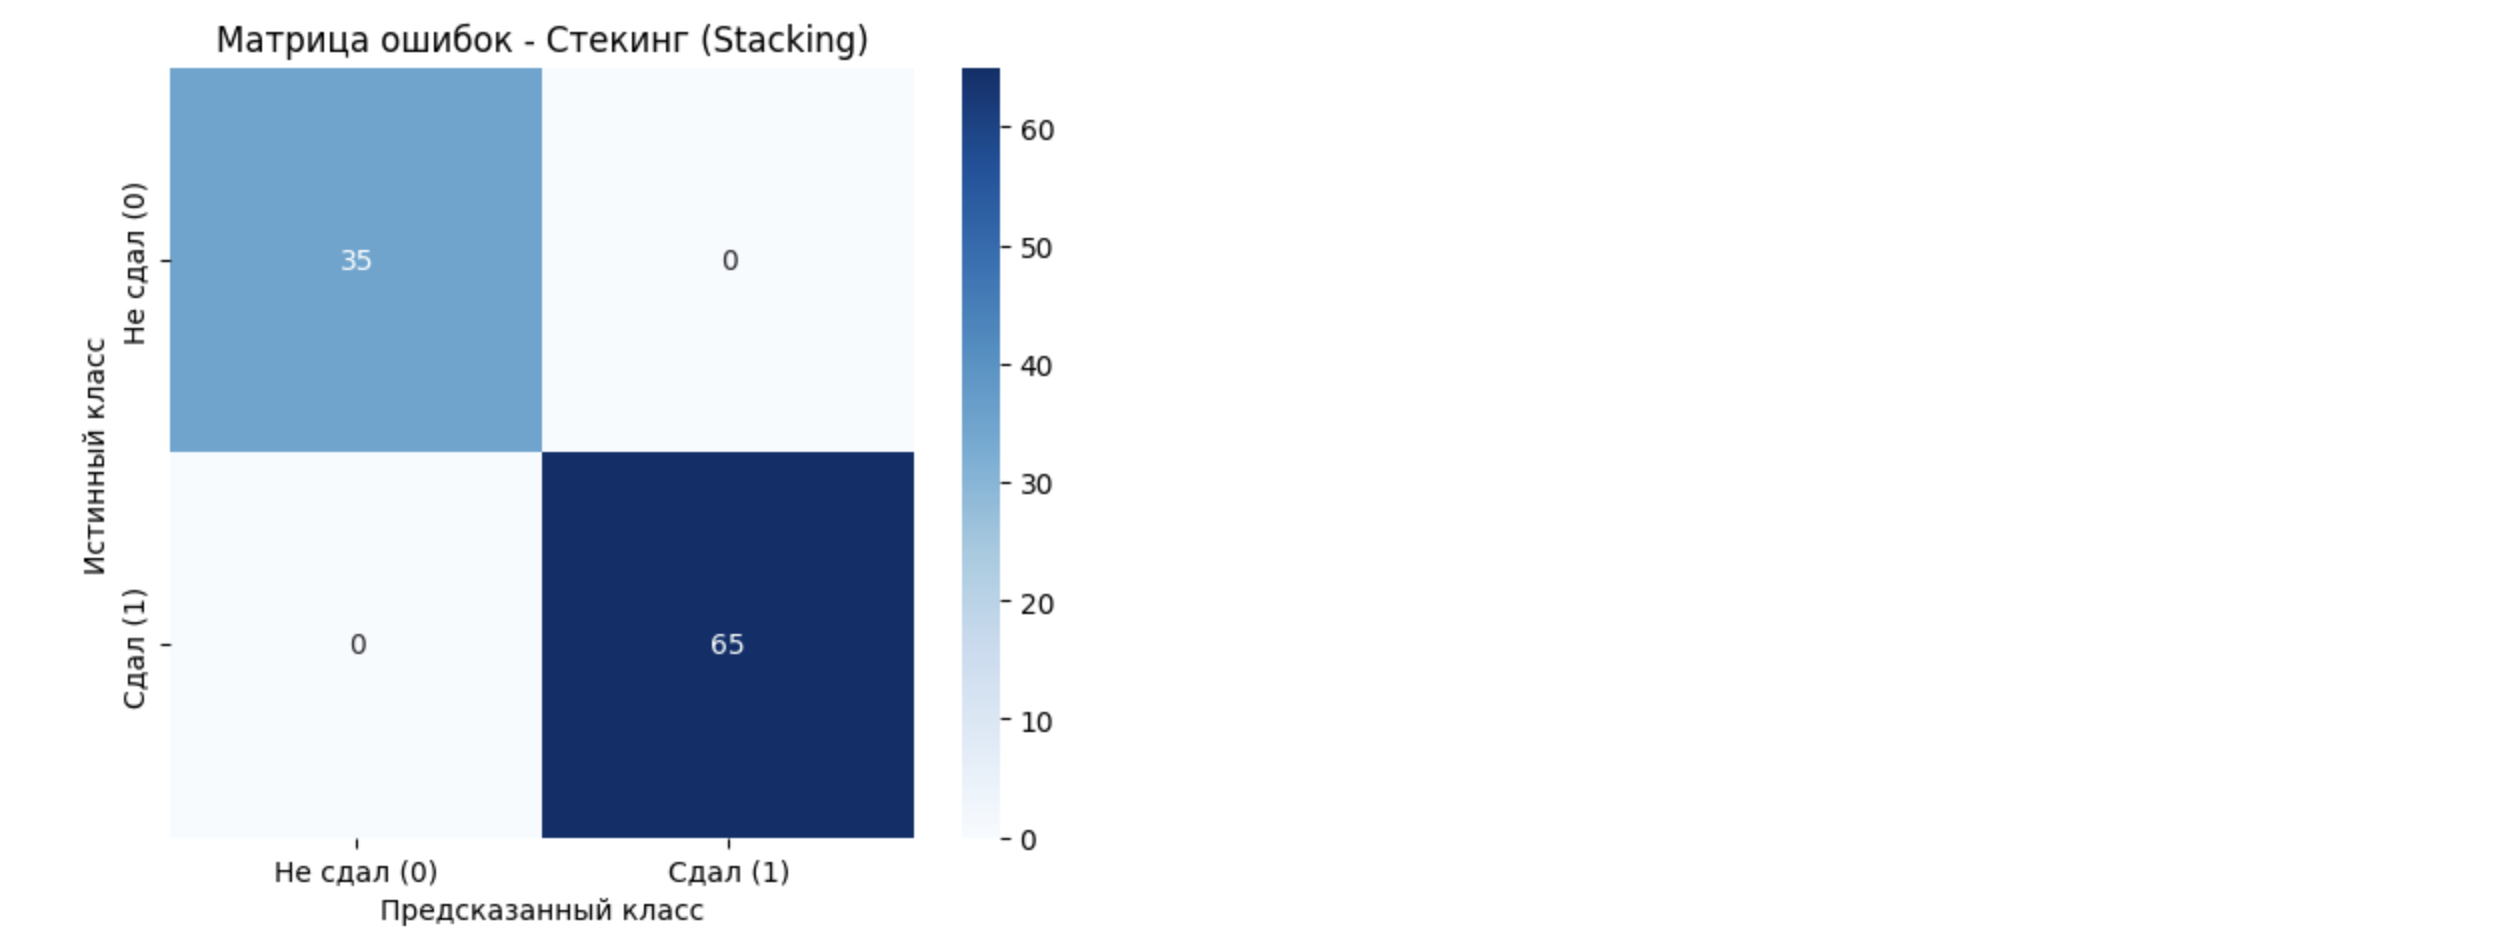 Матрица ошибок - Стекинг (Stacking)
Истинный класс
Не сдал (0)
Сдал (1)
35
0
0
65
Не сдал (0)
Сдал (1)
Предсказанный класс
60
50
40
30
20
10
0